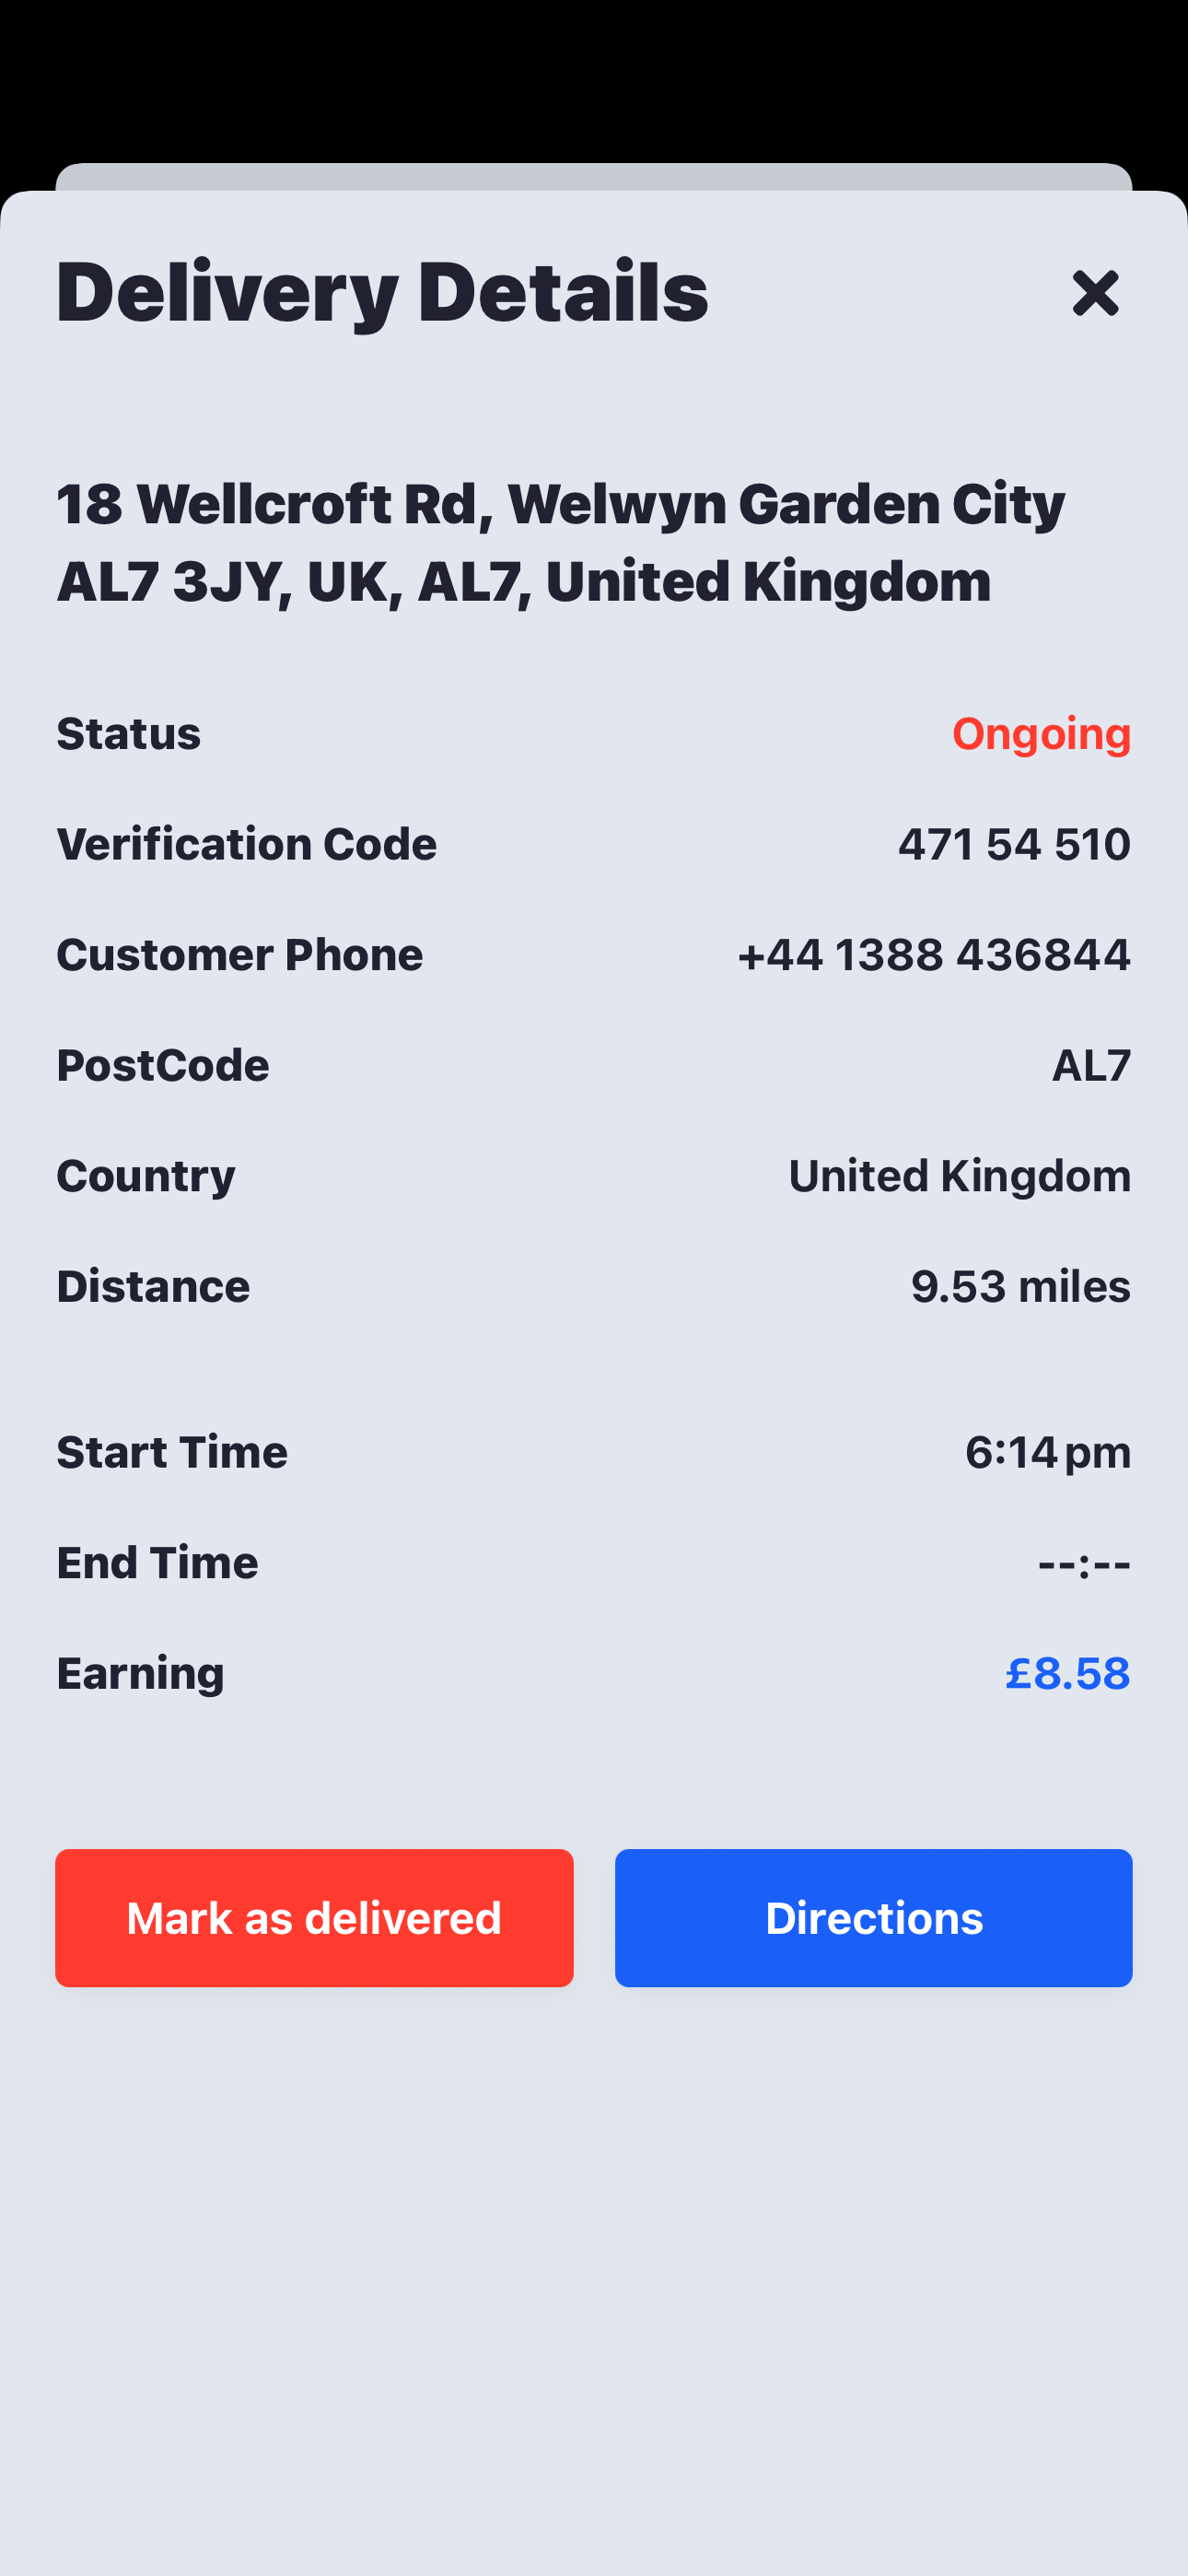 Delivery Details
18 Wellcroft Rd, Welwyn Garden City
AL7 3JY, UK, AL7, United Kingdom
Status Ongoing
Verification Code 471 54 510
Customer Phone +44 1388 436844
PostCode AL7
Country United Kingdom
Distance 9.53 miles
Start Time 6:14 pm
End Time --:--
Earning £8.58
Mark as delivered Directions